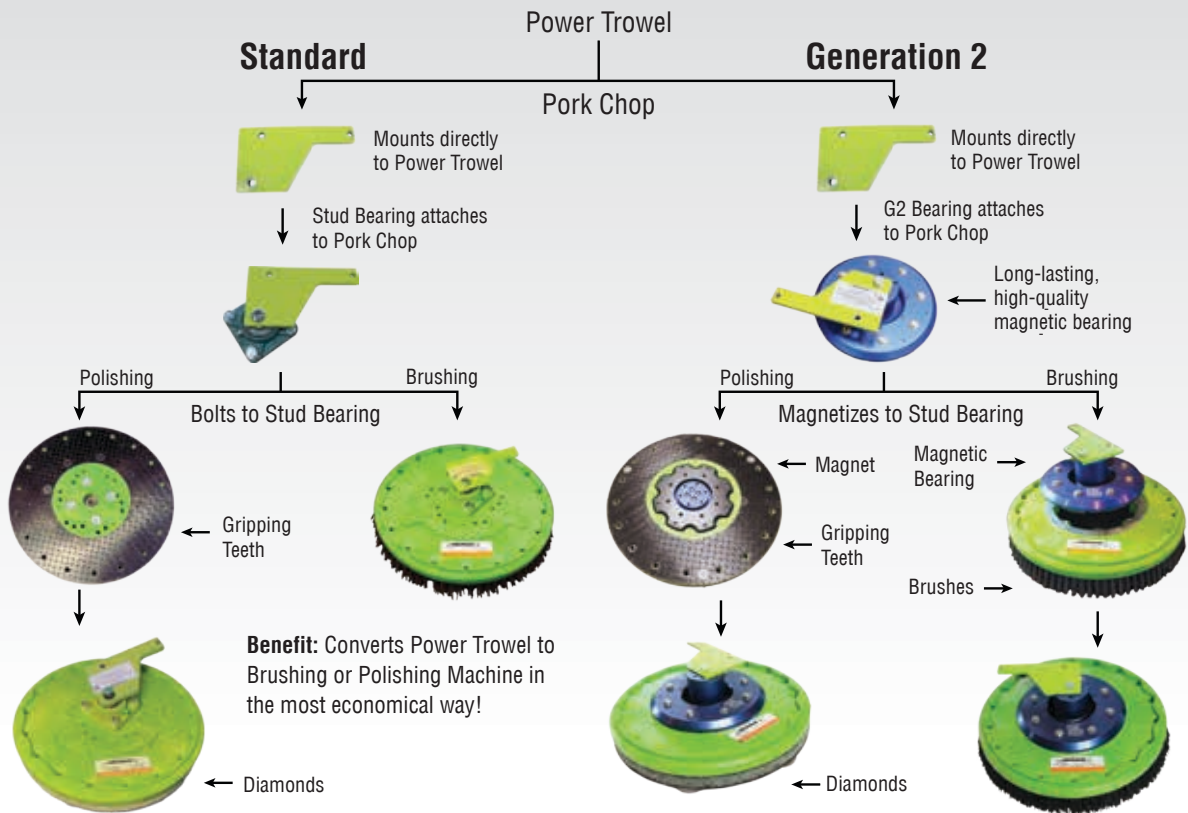 Power Trowel
Standard
Generation 2
Pork Chop
Mounts directly
to Power Trowel
Mounts directly
to Power Trowel
Stud Bearing attaches
to Pork Chop
G2 Bearing attaches
to Pork Chop
Long-lasting,
high-quality
magnetic bearing
Polishing
Brushing
Bolts to Stud Bearing
Polishing
Brushing
Magnetizes to Stud Bearing
Gripping
Teeth
Magnet
Gripping
Teeth
Magnetic
Bearing
Brushes
Benefit: Converts Power Trowel to
Brushing or Polishing Machine in
the most economical way!
Diamonds
Diamonds